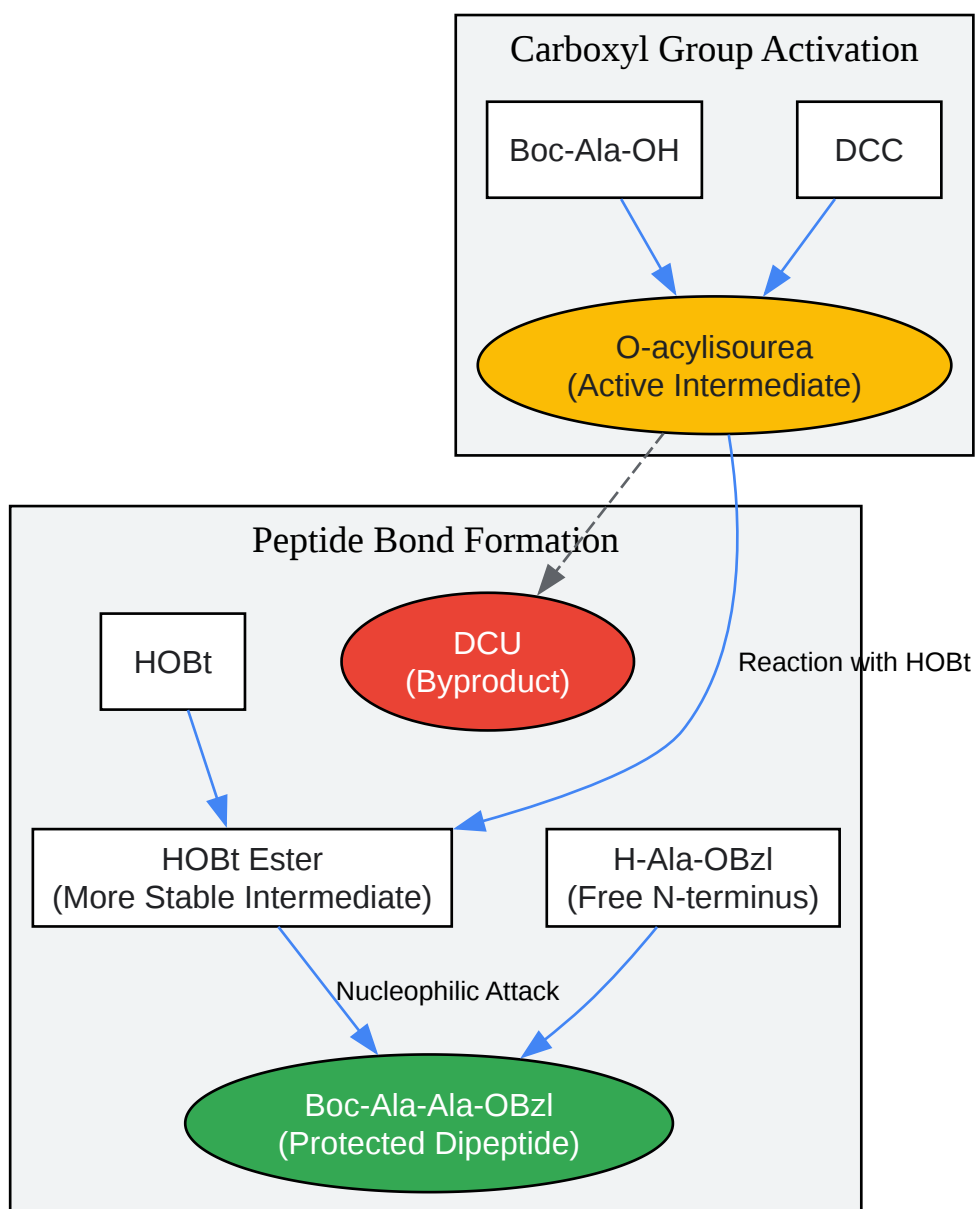 Carboxyl Group Activation
Boc-Ala-OH
DCC
O-acylisourea
(Active Intermediate)
Peptide Bond Formation
DCU
(Byproduct)
HOBt
Reaction with HOBt
HOBt Ester
(More Stable Intermediate)
H-Ala-OBzl
(Free N-terminus)
Nucleophilic Attack
Boc-Ala-Ala-OBzl
(Protected Dipeptide)